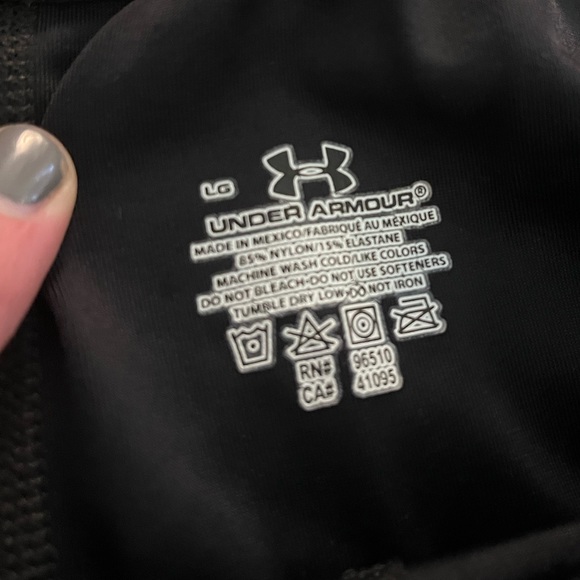 LG
UNDER ARMOUR®
MADE IN MEXICO/FABRIQUÉ AU MÉXIQUE
85% NYLON/15% ELASTANE
MACHINE WASH COLD/LIKE COLORS
DO NOT BLEACH-DO NOT USE SOFTENERS
TUMBLE DRY LOW-DO NOT IRON
RN# 96510
CA# 41095